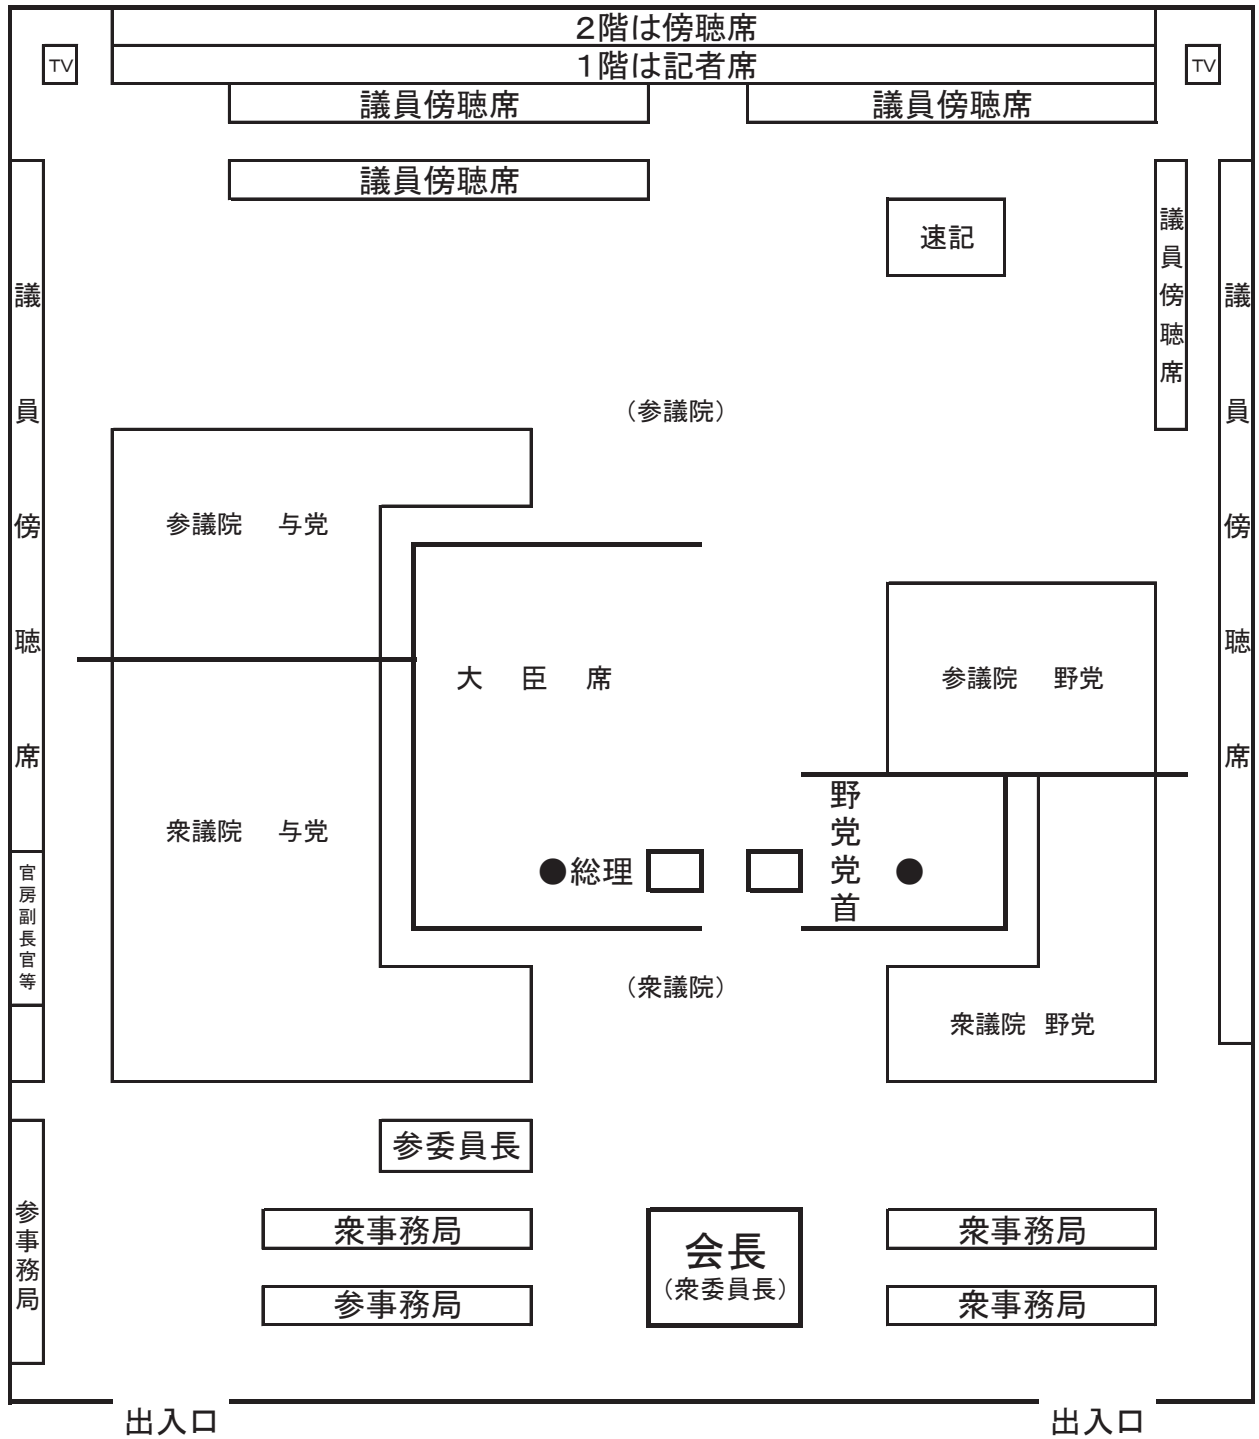 2階は傍聴席
TV
1階は記者席
TV
議員傍聴席
議員傍聴席
議員傍聴席
速記
議員傍聴席
議員傍聴席
議員傍聴席
（参議院）
参議院 与党
大臣席
参議院 野党
衆議院 与党
●総理
野党党首
●
官房副長官等
（衆議院）
衆議院 野党
参委員長
参事務局
衆事務局
会長
（衆委員長）
衆事務局
参事務局
衆事務局
出入口
出入口